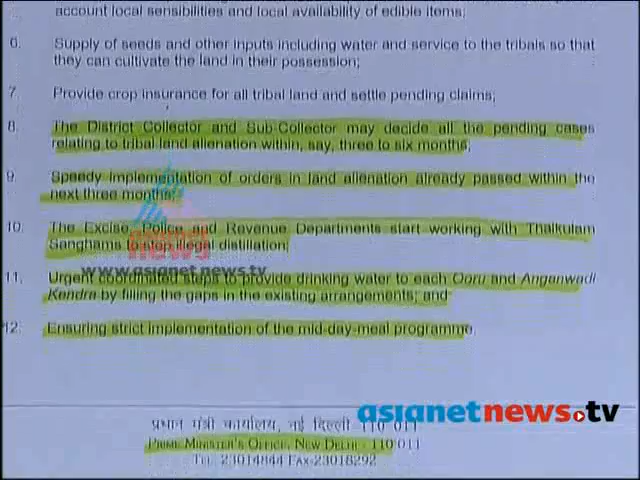 account local sensibilities and local availability of edible items;
6. Supply of seeds and other inputs including water and service to the tribals so that
they can cultivate the land in their possession;
7. Provide crop insurance for all tribal land and settle pending claims;
8. The District Collector and Sub-Collector may decide all the pending cases
relating to tribal land alienation within, say, three to six months;
9. Speedy implementation of orders in land alienation already passed within the
next three months;
10. The Excise, Police and Revenue Departments start working with Thaikulam
Sanghams to stop illegal distillation;
news
www.asianet news.tv
11. Urgent coordinated steps to provide drinking water to each Ooru and Anganwadi
Kendra by filling the gaps in the existing arrangements; and
12. Ensuring strict implementation of the mid-day-meal programme.
asianetnews.tv
प्रधान मंत्री कार्यालय, नई दिल्ली - 110 011
PRIME MINISTER'S OFFICE, NEW DELHI - 110 011
TEL 23014844 FAX-23018292